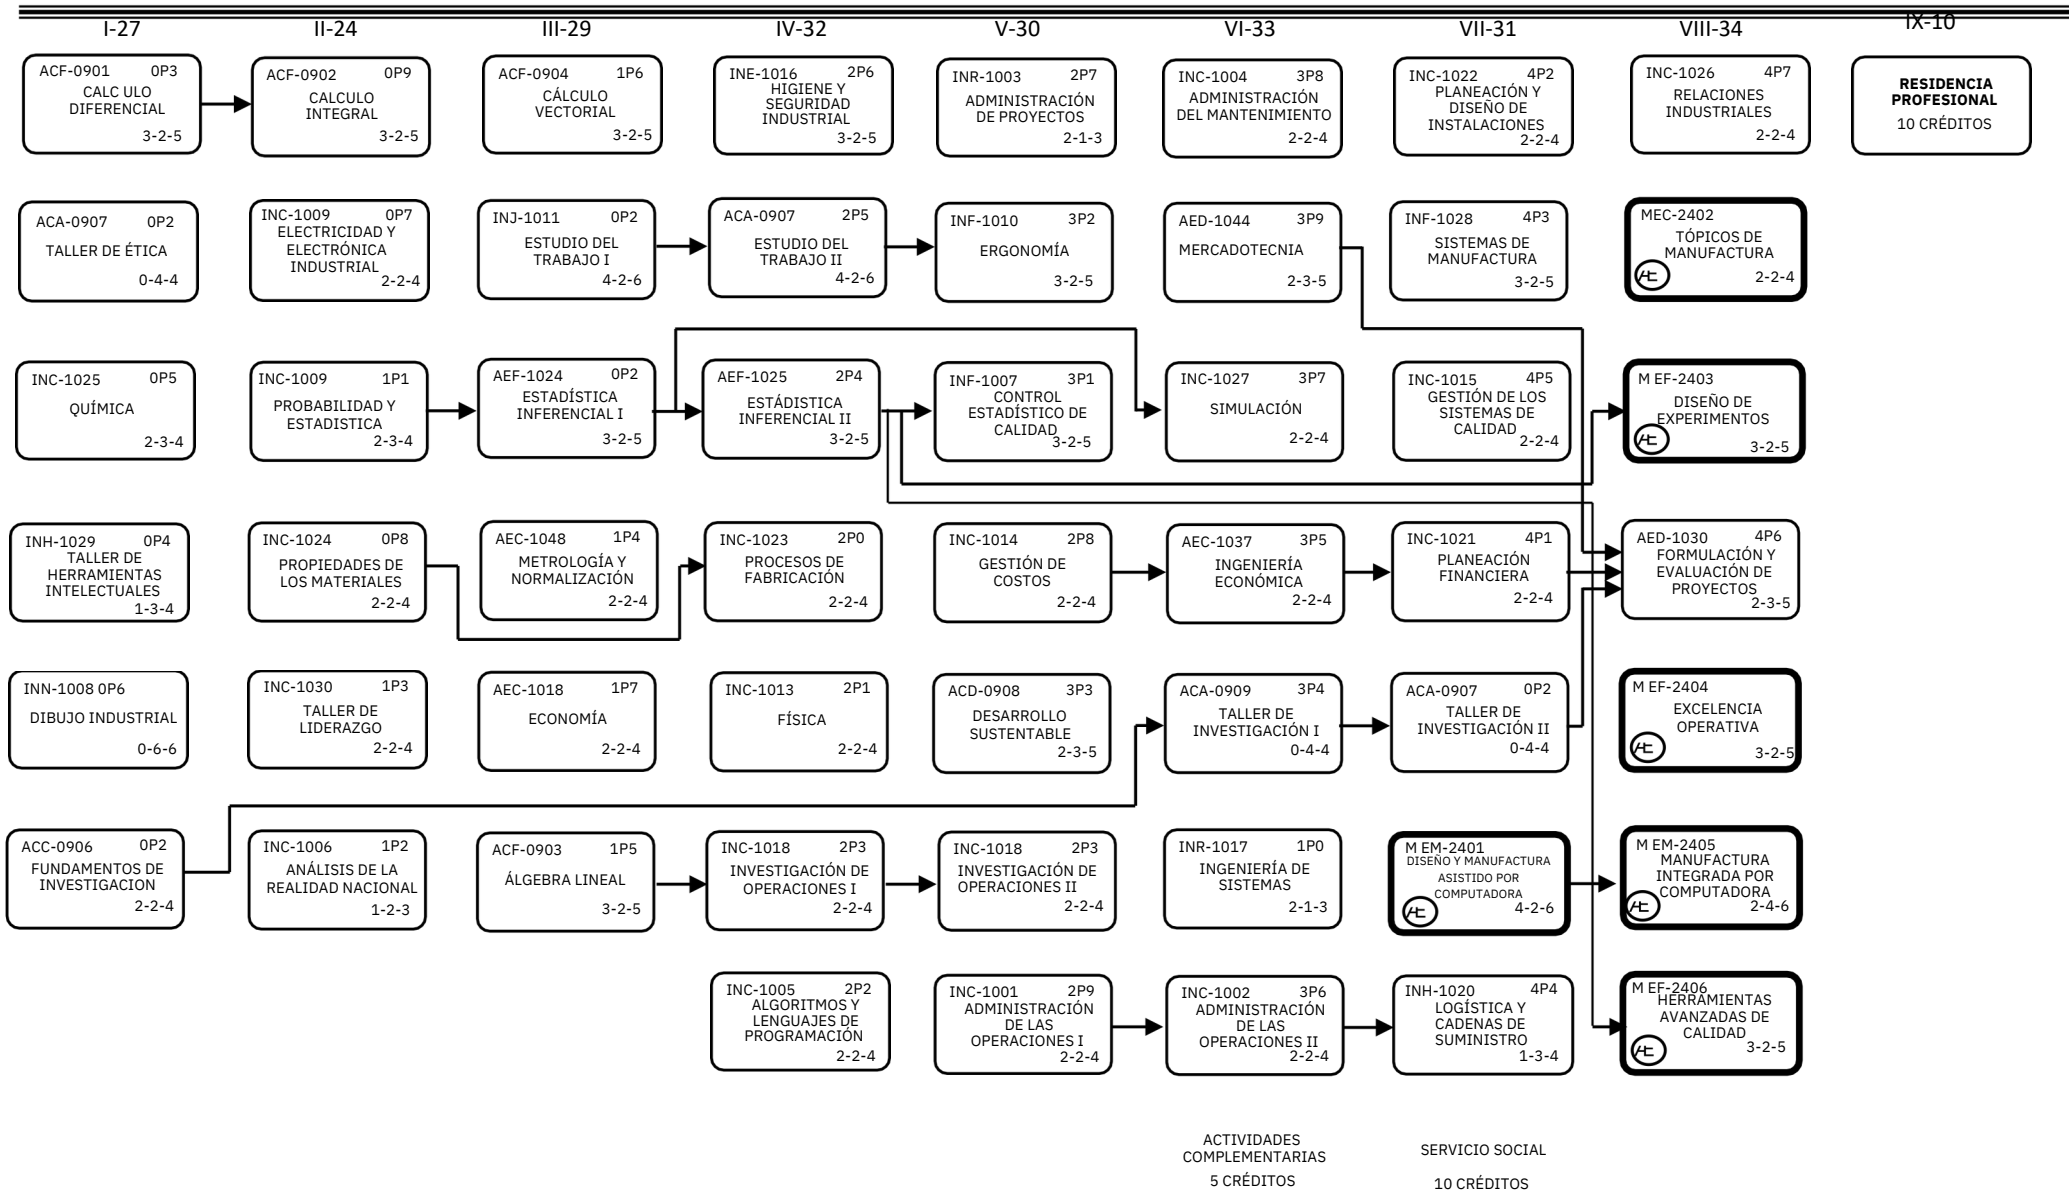 I-27
II-24
III-29
IV-32
V-30
VI-33
VII-31
VIII-34
IX-10
ACF-0901 0P3
CALC ULO
DIFERENCIAL
3-2-5
ACF-0902 0P9
CALCULO
INTEGRAL
3-2-5
ACF-0904 1P6
CÁLCULO
VECTORIAL
3-2-5
INE-1016 2P6
HIGIENE Y
SEGURIDAD
INDUSTRIAL
3-2-5
INR-1003 2P7
ADMINISTRACIÓN
DE PROYECTOS
2-1-3
INC-1004 3P8
ADMINISTRACIÓN
DEL MANTENIMIENTO
2-2-4
INC-1022 4P2
PLANEACIÓN Y
DISEÑO DE
INSTALACIONES
2-2-4
INC-1026 4P7
RELACIONES
INDUSTRIALES
2-2-4
RESIDENCIA
PROFESIONAL
10 CRÉDITOS
ACA-0907 0P2
TALLER DE ÉTICA
0-4-4
INC-1009 0P7
ELECTRICIDAD Y
ELECTRÓNICA
INDUSTRIAL
2-2-4
INJ-1011 0P2
ESTUDIO DEL
TRABAJO I
4-2-6
ACA-0907 2P5
ESTUDIO DEL
TRABAJO II
4-2-6
INF-1010 3P2
ERGONOMÍA
3-2-5
AED-1044 3P9
MERCADOTECNIA
2-3-5
INF-1028 4P3
SISTEMAS DE
MANUFACTURA
3-2-5
MEC-2402
TÓPICOS DE
MANUFACTURA
2-2-4
INC-1025 0P5
QUÍMICA
2-3-4
INC-1009 1P1
PROBABILIDAD Y
ESTADISTICA
2-3-4
AEF-1024 0P2
ESTADÍSTICA
INFERENCIAL I
3-2-5
AEF-1025 2P4
ESTÁDISTICA
INFERENCIAL II
3-2-5
INF-1007 3P1
CONTROL
ESTADÍSTICO DE
CALIDAD
3-2-5
INC-1027 3P7
SIMULACIÓN
2-2-4
INC-1015 4P5
GESTIÓN DE LOS
SISTEMAS DE
CALIDAD
2-2-4
M EF-2403
DISEÑO DE
EXPERIMENTOS
3-2-5
INH-1029 0P4
TALLER DE
HERRAMIENTAS
INTELECTUALES
1-3-4
INC-1024 0P8
PROPIEDADES DE
LOS MATERIALES
2-2-4
AEC-1048 1P4
METROLOGÍA Y
NORMALIZACIÓN
2-2-4
INC-1023 2P0
PROCESOS DE
FABRICACIÓN
2-2-4
INC-1014 2P8
GESTIÓN DE
COSTOS
2-2-4
AEC-1037 3P5
INGENIERÍA
ECONÓMICA
2-2-4
INC-1021 4P1
PLANEACIÓN
FINANCIERA
2-2-4
AED-1030 4P6
FORMULACIÓN Y
EVALUACIÓN DE
PROYECTOS
2-3-5
INN-1008 0P6
DIBUJO INDUSTRIAL
0-6-6
INC-1030 1P3
TALLER DE
LIDERAZGO
2-2-4
AEC-1018 1P7
ECONOMÍA
2-2-4
INC-1013 2P1
FÍSICA
2-2-4
ACD-0908 3P3
DESARROLLO
SUSTENTABLE
2-3-5
ACA-0909 3P4
TALLER DE
INVESTIGACIÓN I
0-4-4
ACA-0907 0P2
TALLER DE
INVESTIGACIÓN II
0-4-4
M EF-2404
EXCELENCIA
OPERATIVA
3-2-5
ACC-0906 0P2
FUNDAMENTOS DE
INVESTIGACION
2-2-4
INC-1006 1P2
ANÁLISIS DE LA
REALIDAD NACIONAL
1-2-3
ACF-0903 1P5
ÁLGEBRA LINEAL
3-2-5
INC-1018 2P3
INVESTIGACIÓN DE
OPERACIONES I
2-2-4
INC-1018 2P3
INVESTIGACIÓN DE
OPERACIONES II
2-2-4
INR-1017 1P0
INGENIERÍA DE
SISTEMAS
2-1-3
M EM-2401
DISEÑO Y MANUFACTURA
ASISTIDO POR
COMPUTADORA
4-2-6
M EM-2405
MANUFACTURA
INTEGRADA POR
COMPUTADORA
2-4-6
INC-1005 2P2
ALGORITMOS Y
LENGUAJES DE
PROGRAMACIÓN
2-2-4
INC-1001 2P9
ADMINISTRACIÓN
DE LAS
OPERACIONES I
2-2-4
INC-1002 3P6
ADMINISTRACIÓN
DE LAS
OPERACIONES II
2-2-4
INH-1020 4P4
LOGÍSTICA Y
CADENAS DE
SUMINISTRO
1-3-4
M EF-2406
HERRAMIENTAS
AVANZADAS DE
CALIDAD
3-2-5
ACTIVIDADES
COMPLEMENTARIAS
5 CRÉDITOS
SERVICIO SOCIAL
10 CRÉDITOS